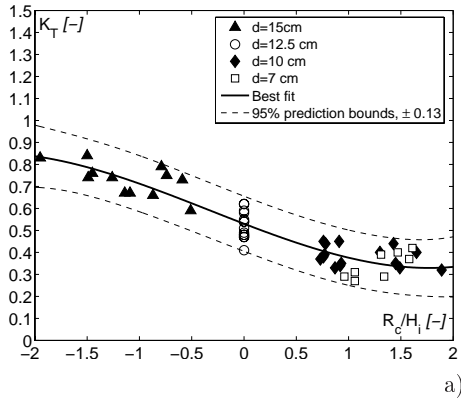 1.5
K_T [−]
1.4
1.3
1.2
1.1
1
0.9
0.8
0.7
0.6
0.5
0.4
0.3
0.2
0.1
0
d=15cm
d=12.5 cm
d=10 cm
d=7 cm
Best fit
95% prediction bounds, ± 0.13
R_c/H_i [−]
−2 −1.5 −1 −0.5 0 0.5 1 1.5 2
a)